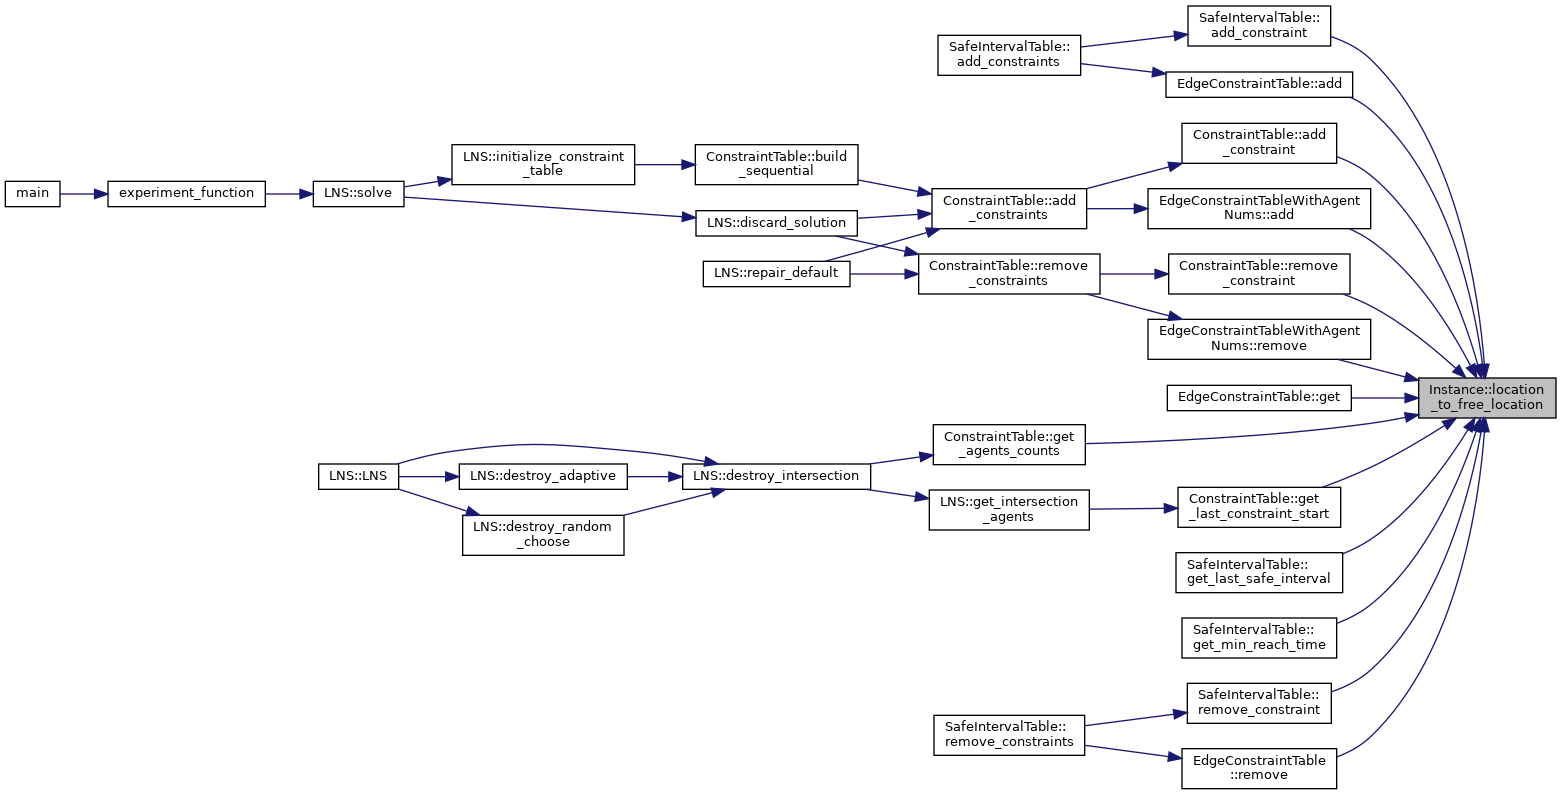 SafeIntervalTable::
add_constraint
SafeIntervalTable::
add_constraints
EdgeConstraintTable::add
ConstraintTable::add
_constraint
LNS::initialize_constraint
_table
ConstraintTable::build
_sequential
main
experiment_function
LNS::solve
ConstraintTable::add
_constraints
EdgeConstraintTableWithAgent
Nums::add
LNS::discard_solution
LNS::repair_default
ConstraintTable::remove
_constraints
ConstraintTable::remove
_constraint
EdgeConstraintTableWithAgent
Nums::remove
Instance::location
_to_free_location
EdgeConstraintTable::get
ConstraintTable::get
_agents_counts
LNS::LNS
LNS::destroy_adaptive
LNS::destroy_intersection
LNS::get_intersection
_agents
ConstraintTable::get
_last_constraint_start
LNS::destroy_random
_choose
SafeIntervalTable::
get_last_safe_interval
SafeIntervalTable::
get_min_reach_time
SafeIntervalTable::
remove_constraint
SafeIntervalTable::
remove_constraints
EdgeConstraintTable
::remove